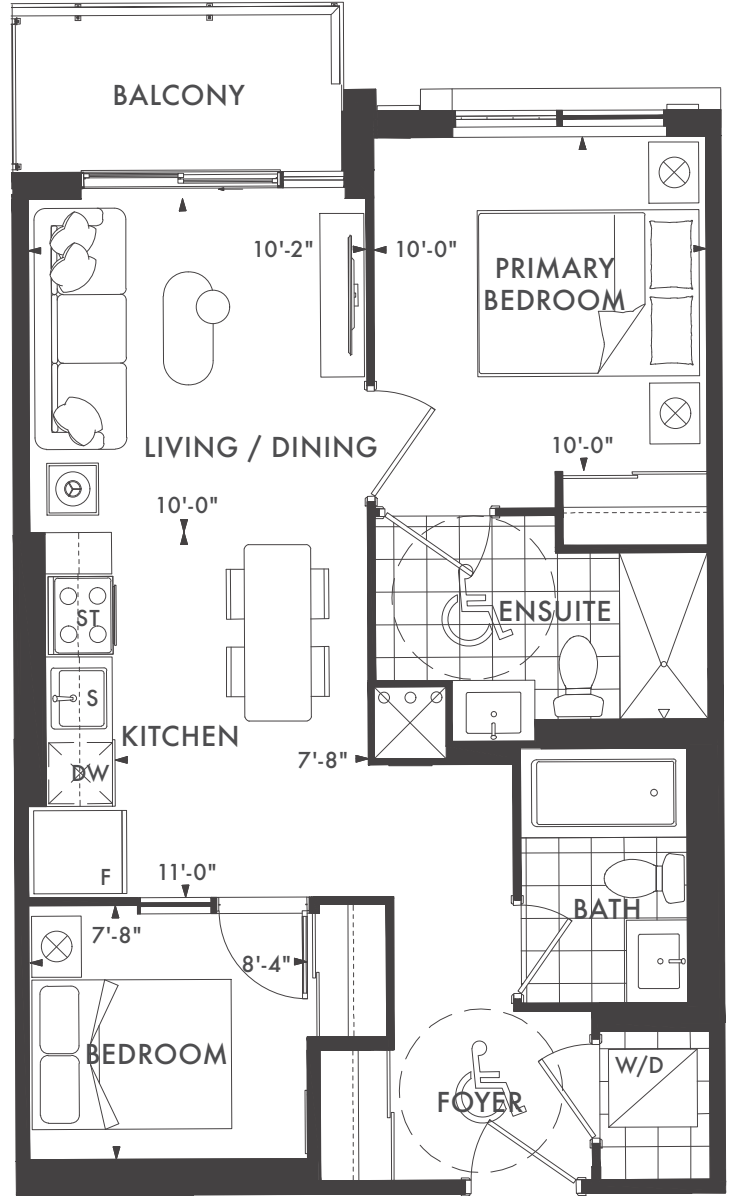 BALCONY
10'-2"
10'-0"
PRIMARY
BEDROOM
LIVING / DINING
10'-0"
10'-0"
ST
ENSUITE
S
KITCHEN
7'-8"
DW
F
11'-0"
BATH
7'-8"
8'-4"
BEDROOM
W/D
FOYER